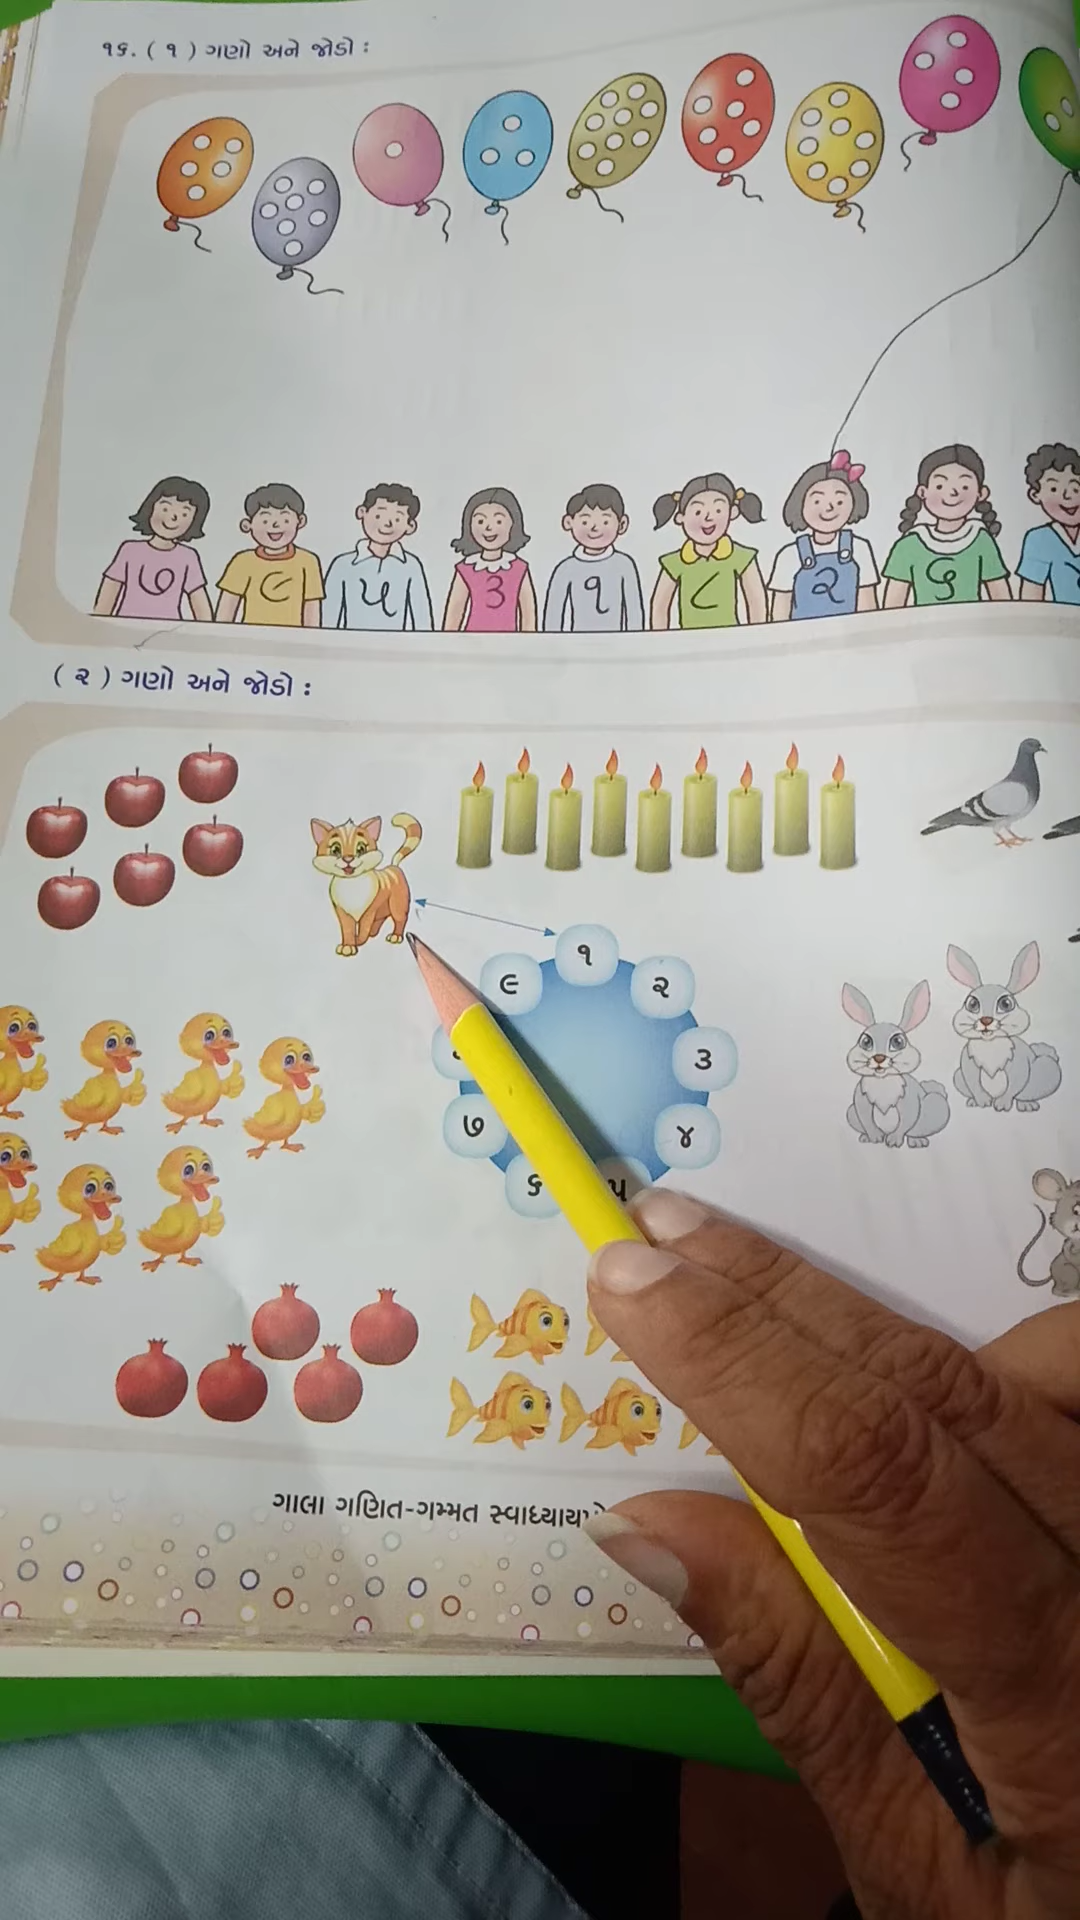 ૧૬. ( ૧ ) ગણો અને જોડો :
૭ ૯ ૫ ૩ ૧ ૮ ૨ ૬
( ૨ ) ગણો અને જોડો :
૧
૨
૩
૪
૫
૬
૭
૯
ગાલા ગણિત-ગમ્મત